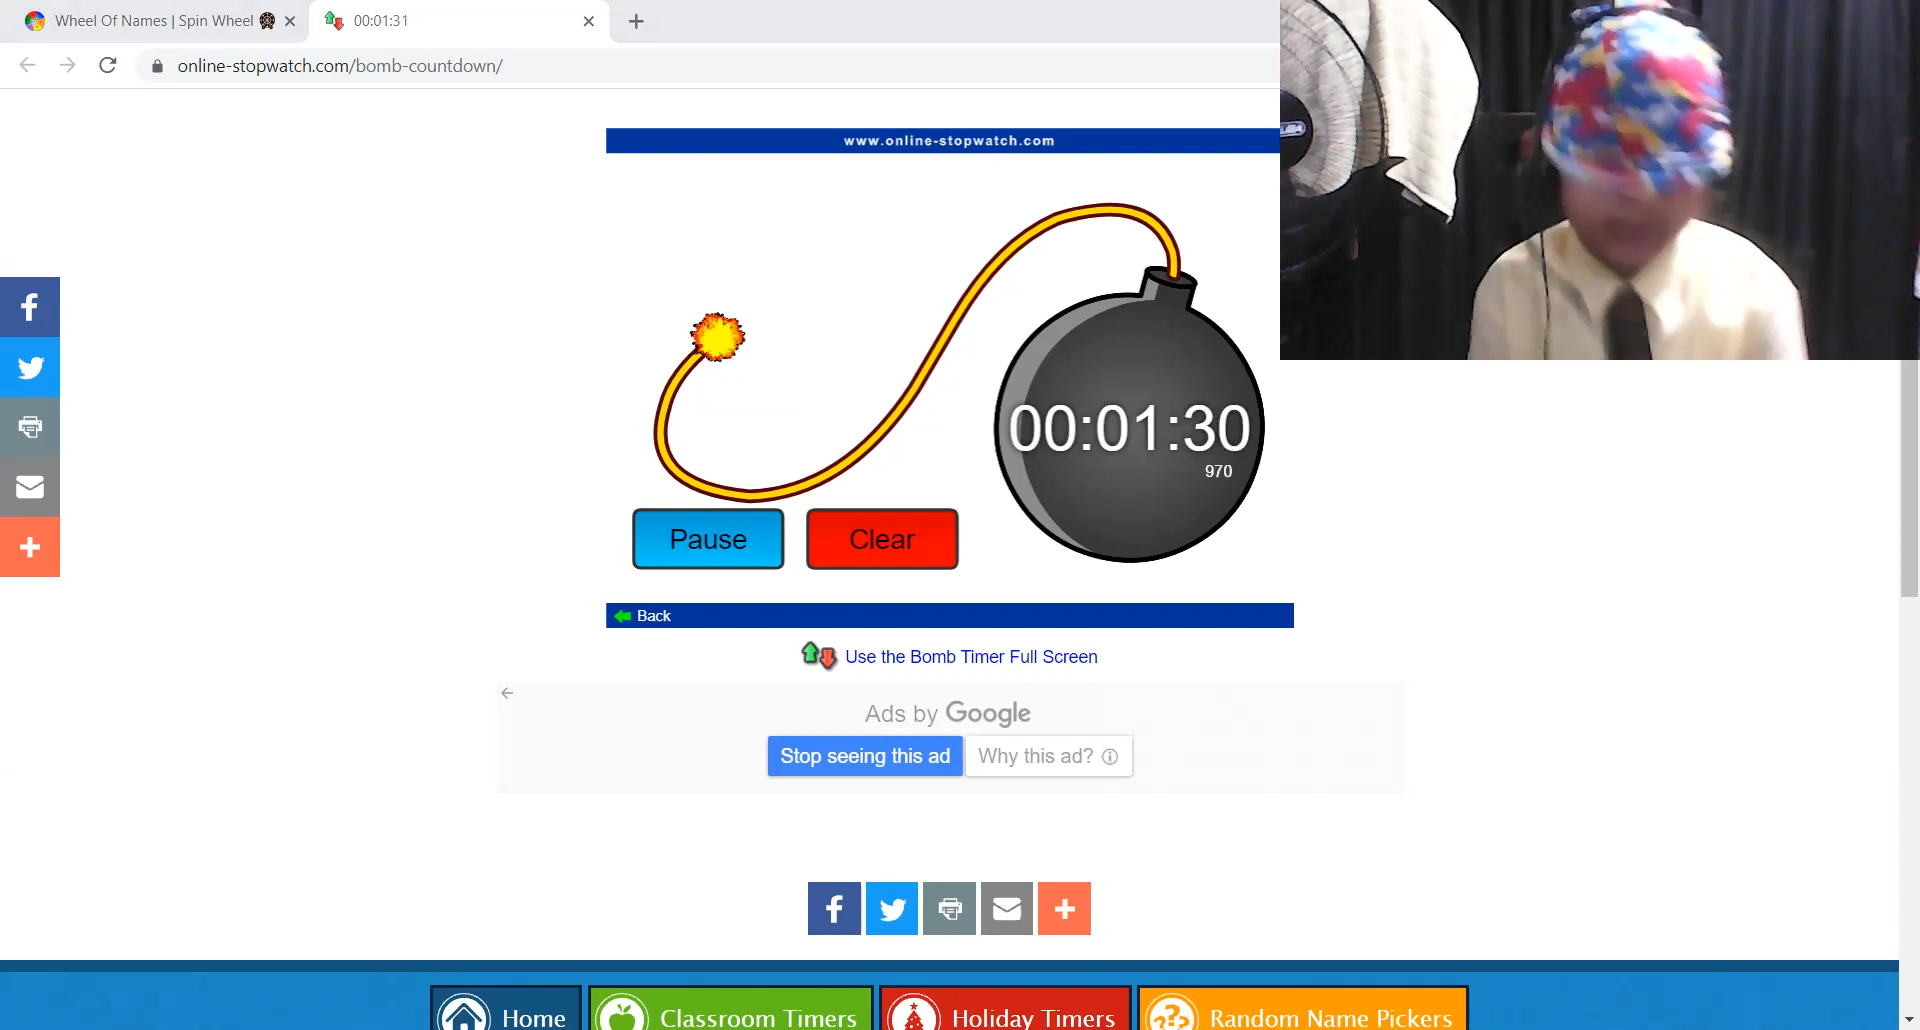 Wheel Of Names | Spin Wheel
00:01:31
online-stopwatch.com/bomb-countdown/
www.online-stopwatch.com
00:01:30
970
Pause
Clear
Back
Use the Bomb Timer Full Screen
Ads by Google
Stop seeing this ad
Why this ad?
Home
Classroom Timers
Holiday Timers
Random Name Pickers